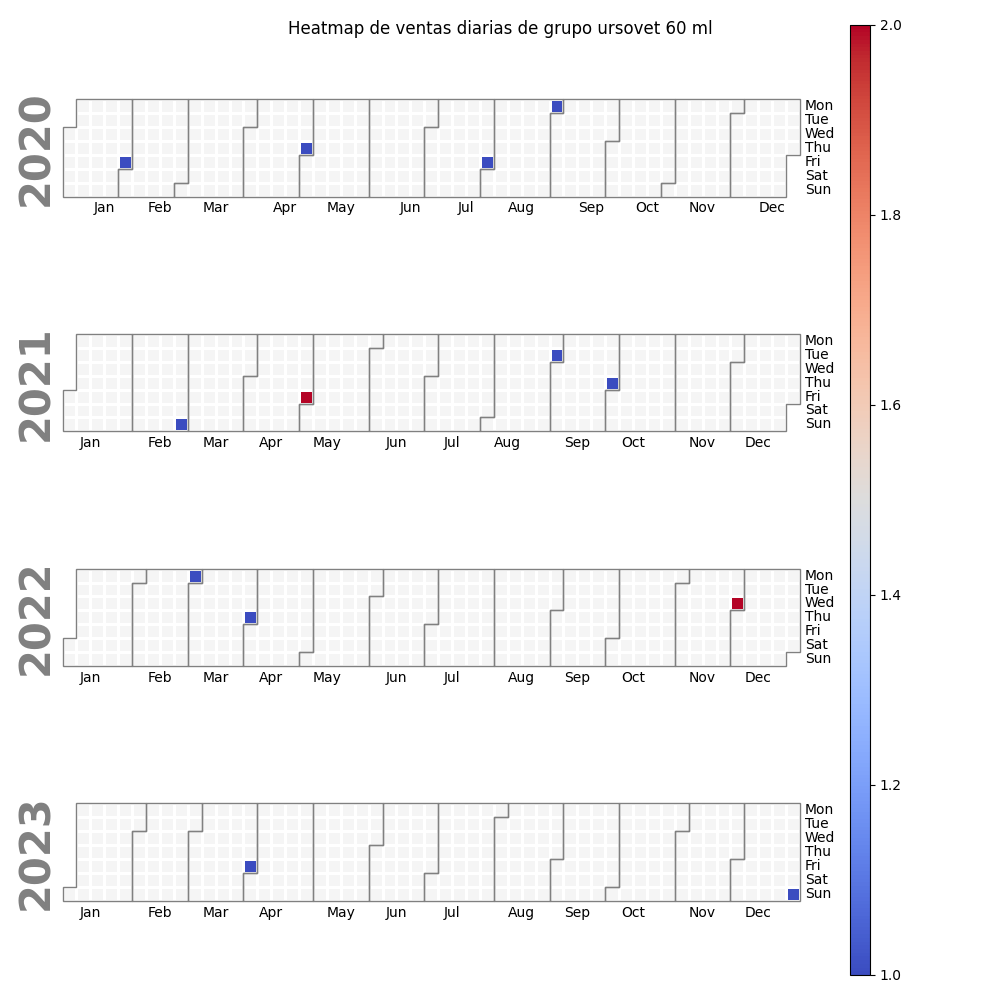 Heatmap de ventas diarias de grupo ursovet 60 ml
2020
Mon
Tue
Wed
Thu
Fri
Sat
Sun
Jan Feb Mar Apr May Jun Jul Aug Sep Oct Nov Dec
2021
Mon
Tue
Wed
Thu
Fri
Sat
Sun
Jan Feb Mar Apr May Jun Jul Aug Sep Oct Nov Dec
2022
Mon
Tue
Wed
Thu
Fri
Sat
Sun
Jan Feb Mar Apr May Jun Jul Aug Sep Oct Nov Dec
2023
Mon
Tue
Wed
Thu
Fri
Sat
Sun
Jan Feb Mar Apr May Jun Jul Aug Sep Oct Nov Dec
2.0
1.8
1.6
1.4
1.2
1.0